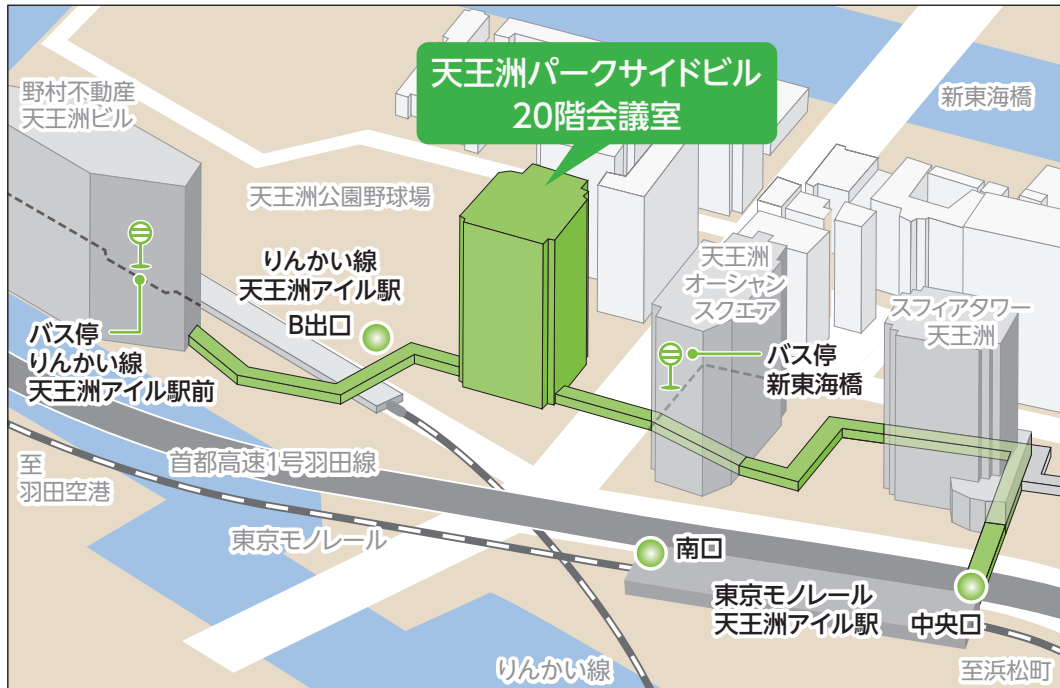 天王洲パークサイドビル
20階会議室
野村不動産
天王洲ビル
新東海橋
天王洲公園野球場
りんかい線
天王洲アイル駅
B出口
天王洲
オーシャン
スクエア
スフィアタワー
天王洲
バス停
りんかい線
天王洲アイル駅前
バス停
新東海橋
至
羽田空港
首都高速1号羽田線
東京モノレール
南口
東京モノレール
天王洲アイル駅
中央口
りんかい線
至浜松町